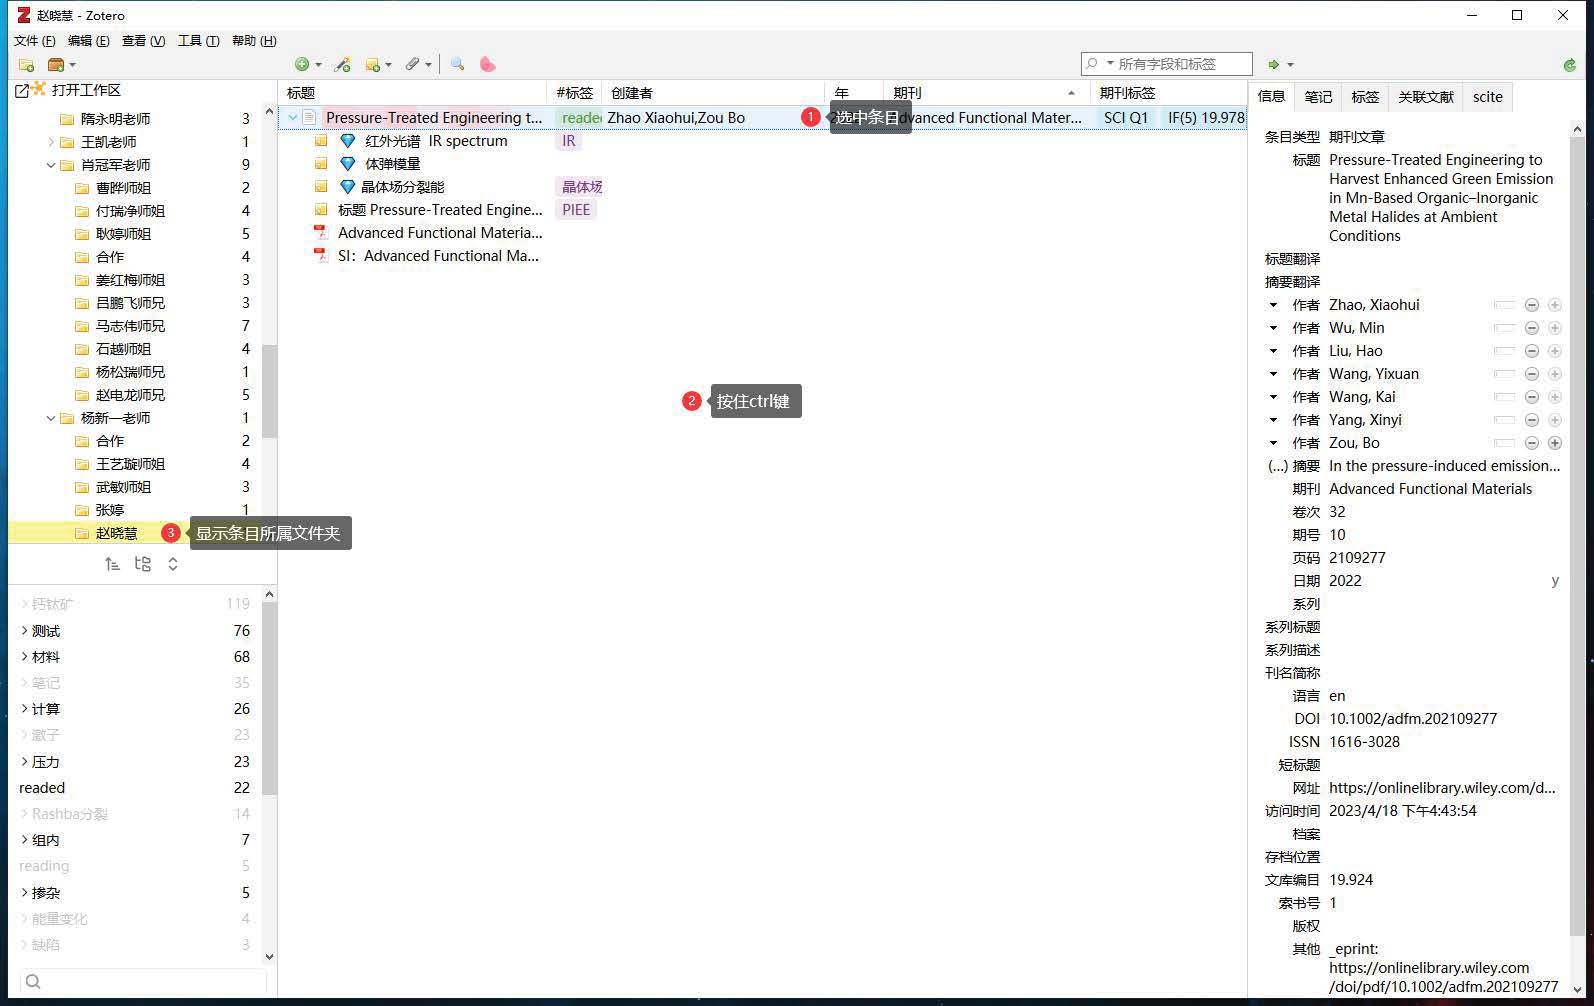 赵晓慧 - Zotero
文件 (F) 编辑 (E) 查看 (V) 工具 (T) 帮助 (H)
所有字段和标签
打开工作区
隋永明老师 3
王凯老师 1
肖冠军老师 9
曹晔师姐 2
付瑞净师姐 4
耿婷师姐 5
合作 4
姜红梅师姐 3
吕鹏飞师兄 3
马志伟师兄 7
石越师姐 4
杨松瑞师兄 1
赵电龙师兄 5
杨新一老师 1
合作 2
王艺璇师姐 4
武敏师姐 3
张婷 1
赵晓慧
3 显示条目所属文件夹
钙钛矿 119
测试 76
材料 68
笔记 35
计算 26
激子 23
压力 23
readed 22
Rashba分裂 14
组内 7
reading 5
掺杂 5
能量变化 4
缺陷 3
标题 #标签 创建者 年 期刊 期刊标签
Pressure-Treated Engineering t... reade Zhao Xiaohui,Zou Bo 1 选中条目 dvanced Functional Mater... SCI Q1 IF(5) 19.978
红外光谱 IR spectrum IR
体弹模量
晶体场分裂能 晶体场
标题 Pressure-Treated Engine... PIEE
Advanced Functional Materia...
SI：Advanced Functional Ma...
2 按住ctrl键
信息 笔记 标签 关联文献 scite
条目类型 期刊文章
标题 Pressure-Treated Engineering to
Harvest Enhanced Green Emission
in Mn-Based Organic–Inorganic
Metal Halides at Ambient
Conditions
标题翻译
摘要翻译
作者 Zhao, Xiaohui
作者 Wu, Min
作者 Liu, Hao
作者 Wang, Yixuan
作者 Wang, Kai
作者 Yang, Xinyi
作者 Zou, Bo
(...) 摘要 In the pressure-induced emission...
期刊 Advanced Functional Materials
卷次 32
期号 10
页码 2109277
日期 2022 y
系列
系列标题
系列描述
刊名简称
语言 en
DOI 10.1002/adfm.202109277
ISSN 1616-3028
短标题
网址 https://onlinelibrary.wiley.com/d...
访问时间 2023/4/18 下午4:43:54
档案
存档位置
文库编目 19.924
索书号 1
版权
其他 _eprint:
https://onlinelibrary.wiley.com
/doi/pdf/10.1002/adfm.202109277